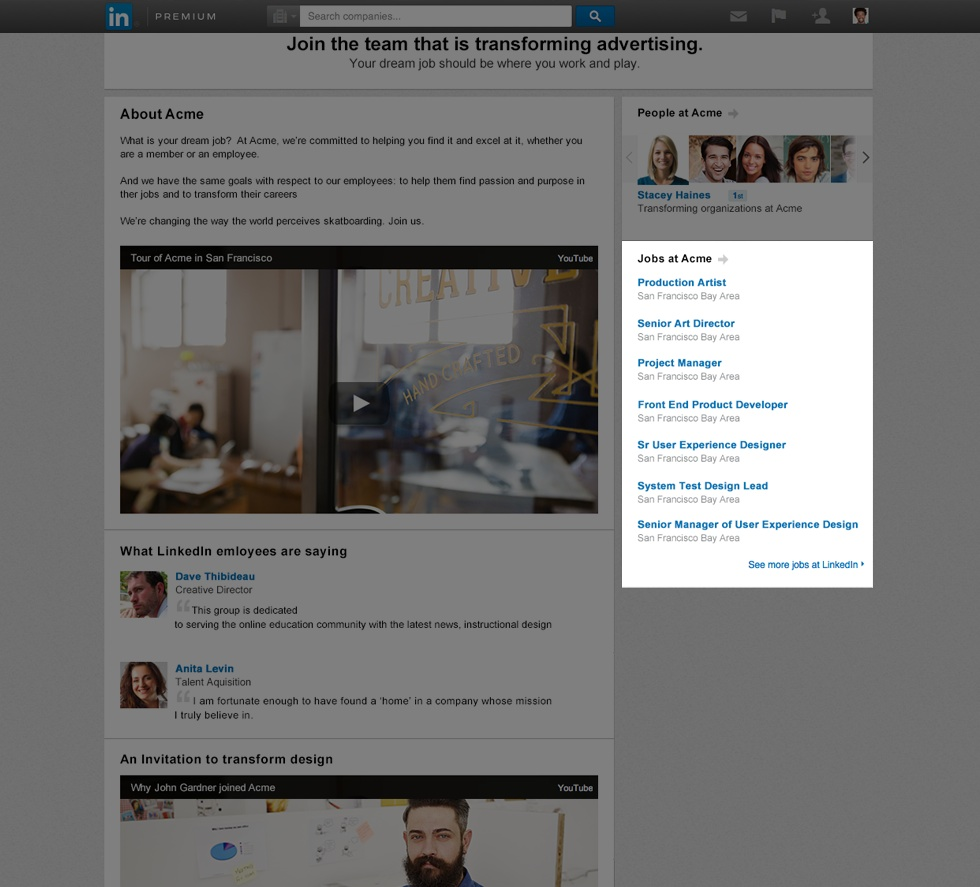 in PREMIUM Search companies...
Join the team that is transforming advertising.
Your dream job should be where you work and play.
About Acme
What is your dream job?  At Acme, we're committed to helping you find it and excel at it, whether you
are a member or an employee.
And we have the same goals with respect to our employees: to help them find passion and purpose in
ther jobs and to transform their careers
We're changing the way the world perceives skatboarding. Join us.
Tour of Acme in San Francisco YouTube
CREATIVE
HAND CRAFTED
What LinkedIn emloyees are saying
Dave Thibideau
Creative Director
“This group is dedicated
to serving the online education community with the latest news, instructional design
Anita Levin
Talent Aquisition
“I am fortunate enough to have found a ‘home’ in a company whose mission
I truly believe in.
An Invitation to transform design
Why John Gardner joined Acme YouTube
People at Acme
Stacey Haines 1st
Transforming organizations at Acme
Jobs at Acme
Production Artist
San Francisco Bay Area
Senior Art Director
San Francisco Bay Area
Project Manager
San Francisco Bay Area
Front End Product Developer
San Francisco Bay Area
Sr User Experience Designer
San Francisco Bay Area
System Test Design Lead
San Francisco Bay Area
Senior Manager of User Experience Design
San Francisco Bay Area
See more jobs at LinkedIn